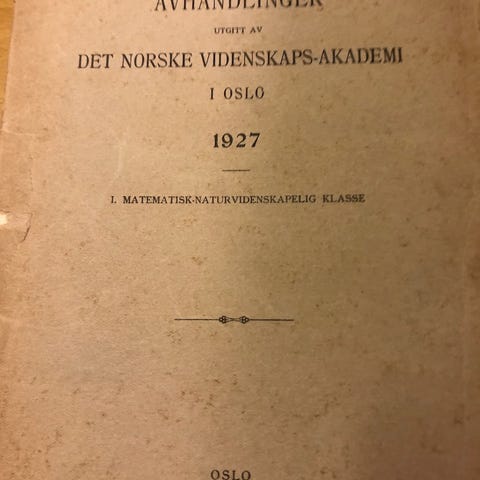 AVHANDLINGER
UTGITT AV
DET NORSKE VIDENSKAPS-AKADEMI
I OSLO
1927
I. MATEMATISK-NATURVIDENSKAPELIG KLASSE
OSLO